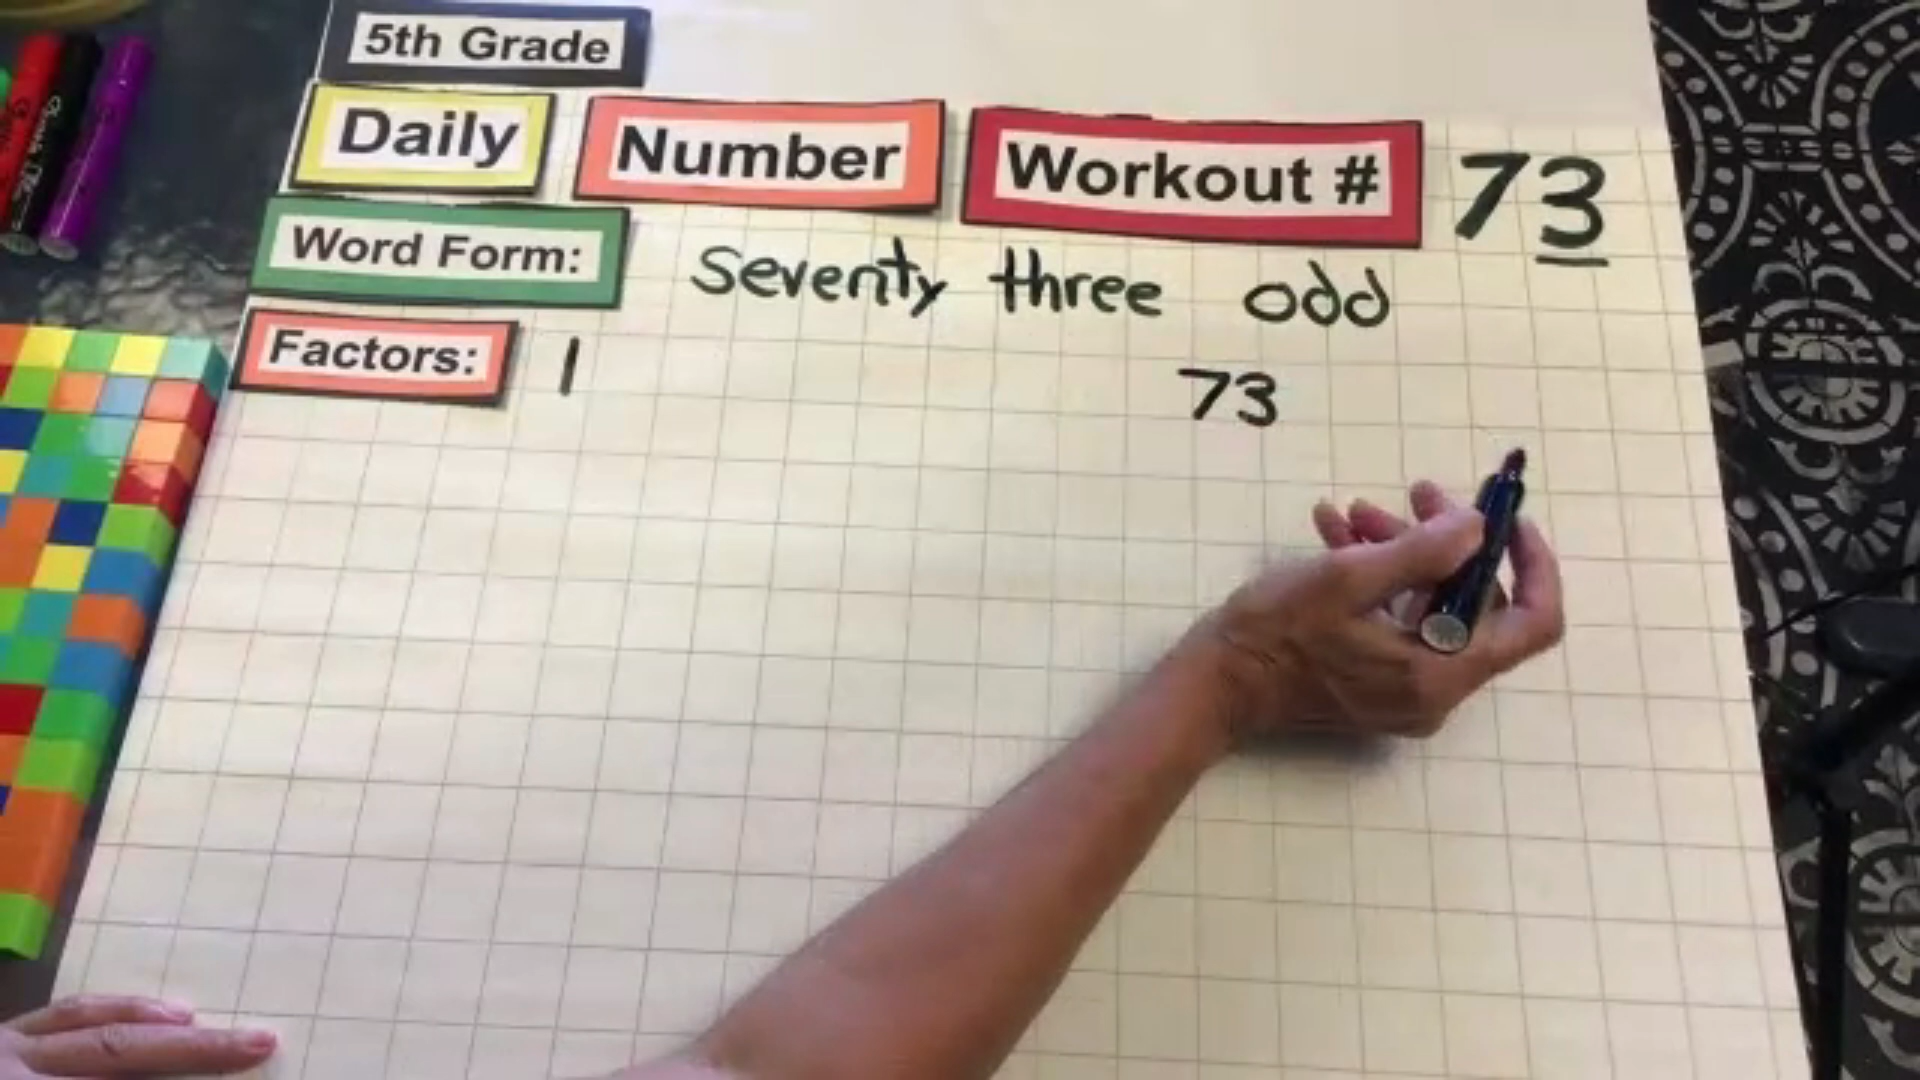 5th Grade
Daily Number Workout # 73
Word Form: seventy three odd
Factors: 1 73